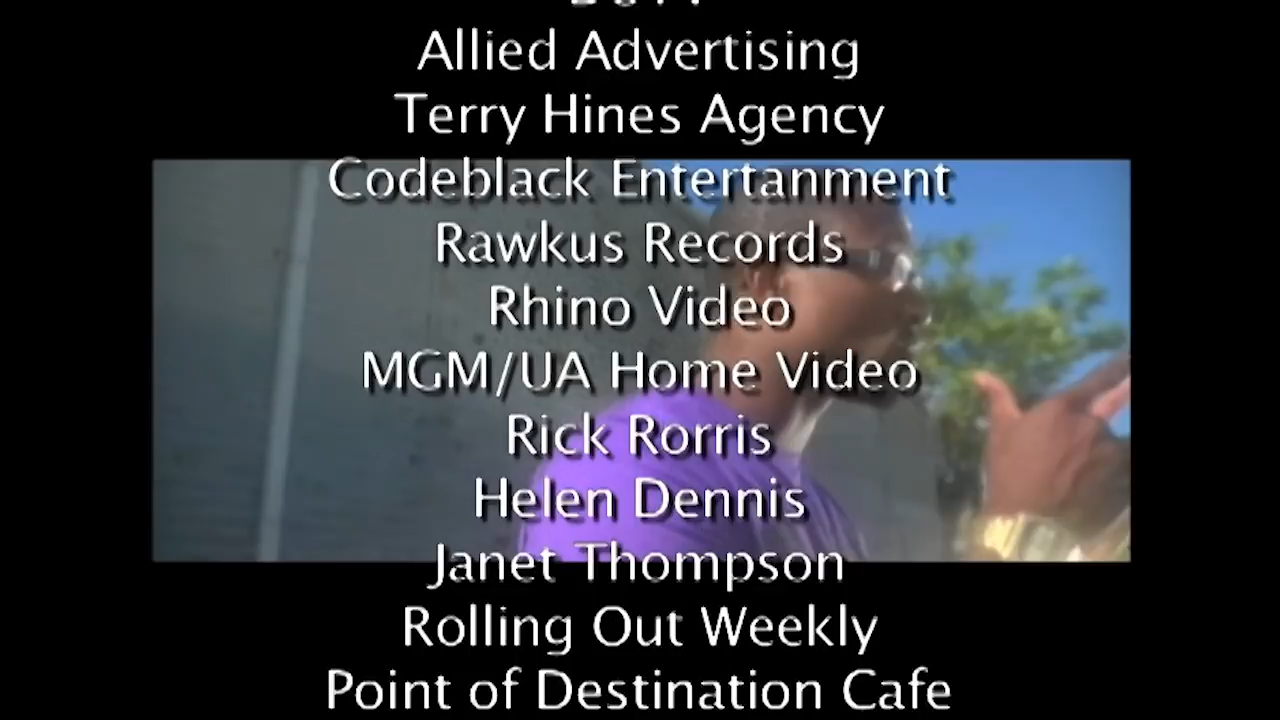 Allied Advertising
Terry Hines Agency
Codeblack Entertanment
Rawkus Records
Rhino Video
MGM/UA Home Video
Rick Rorris
Helen Dennis
Janet Thompson
Rolling Out Weekly
Point of Destination Cafe